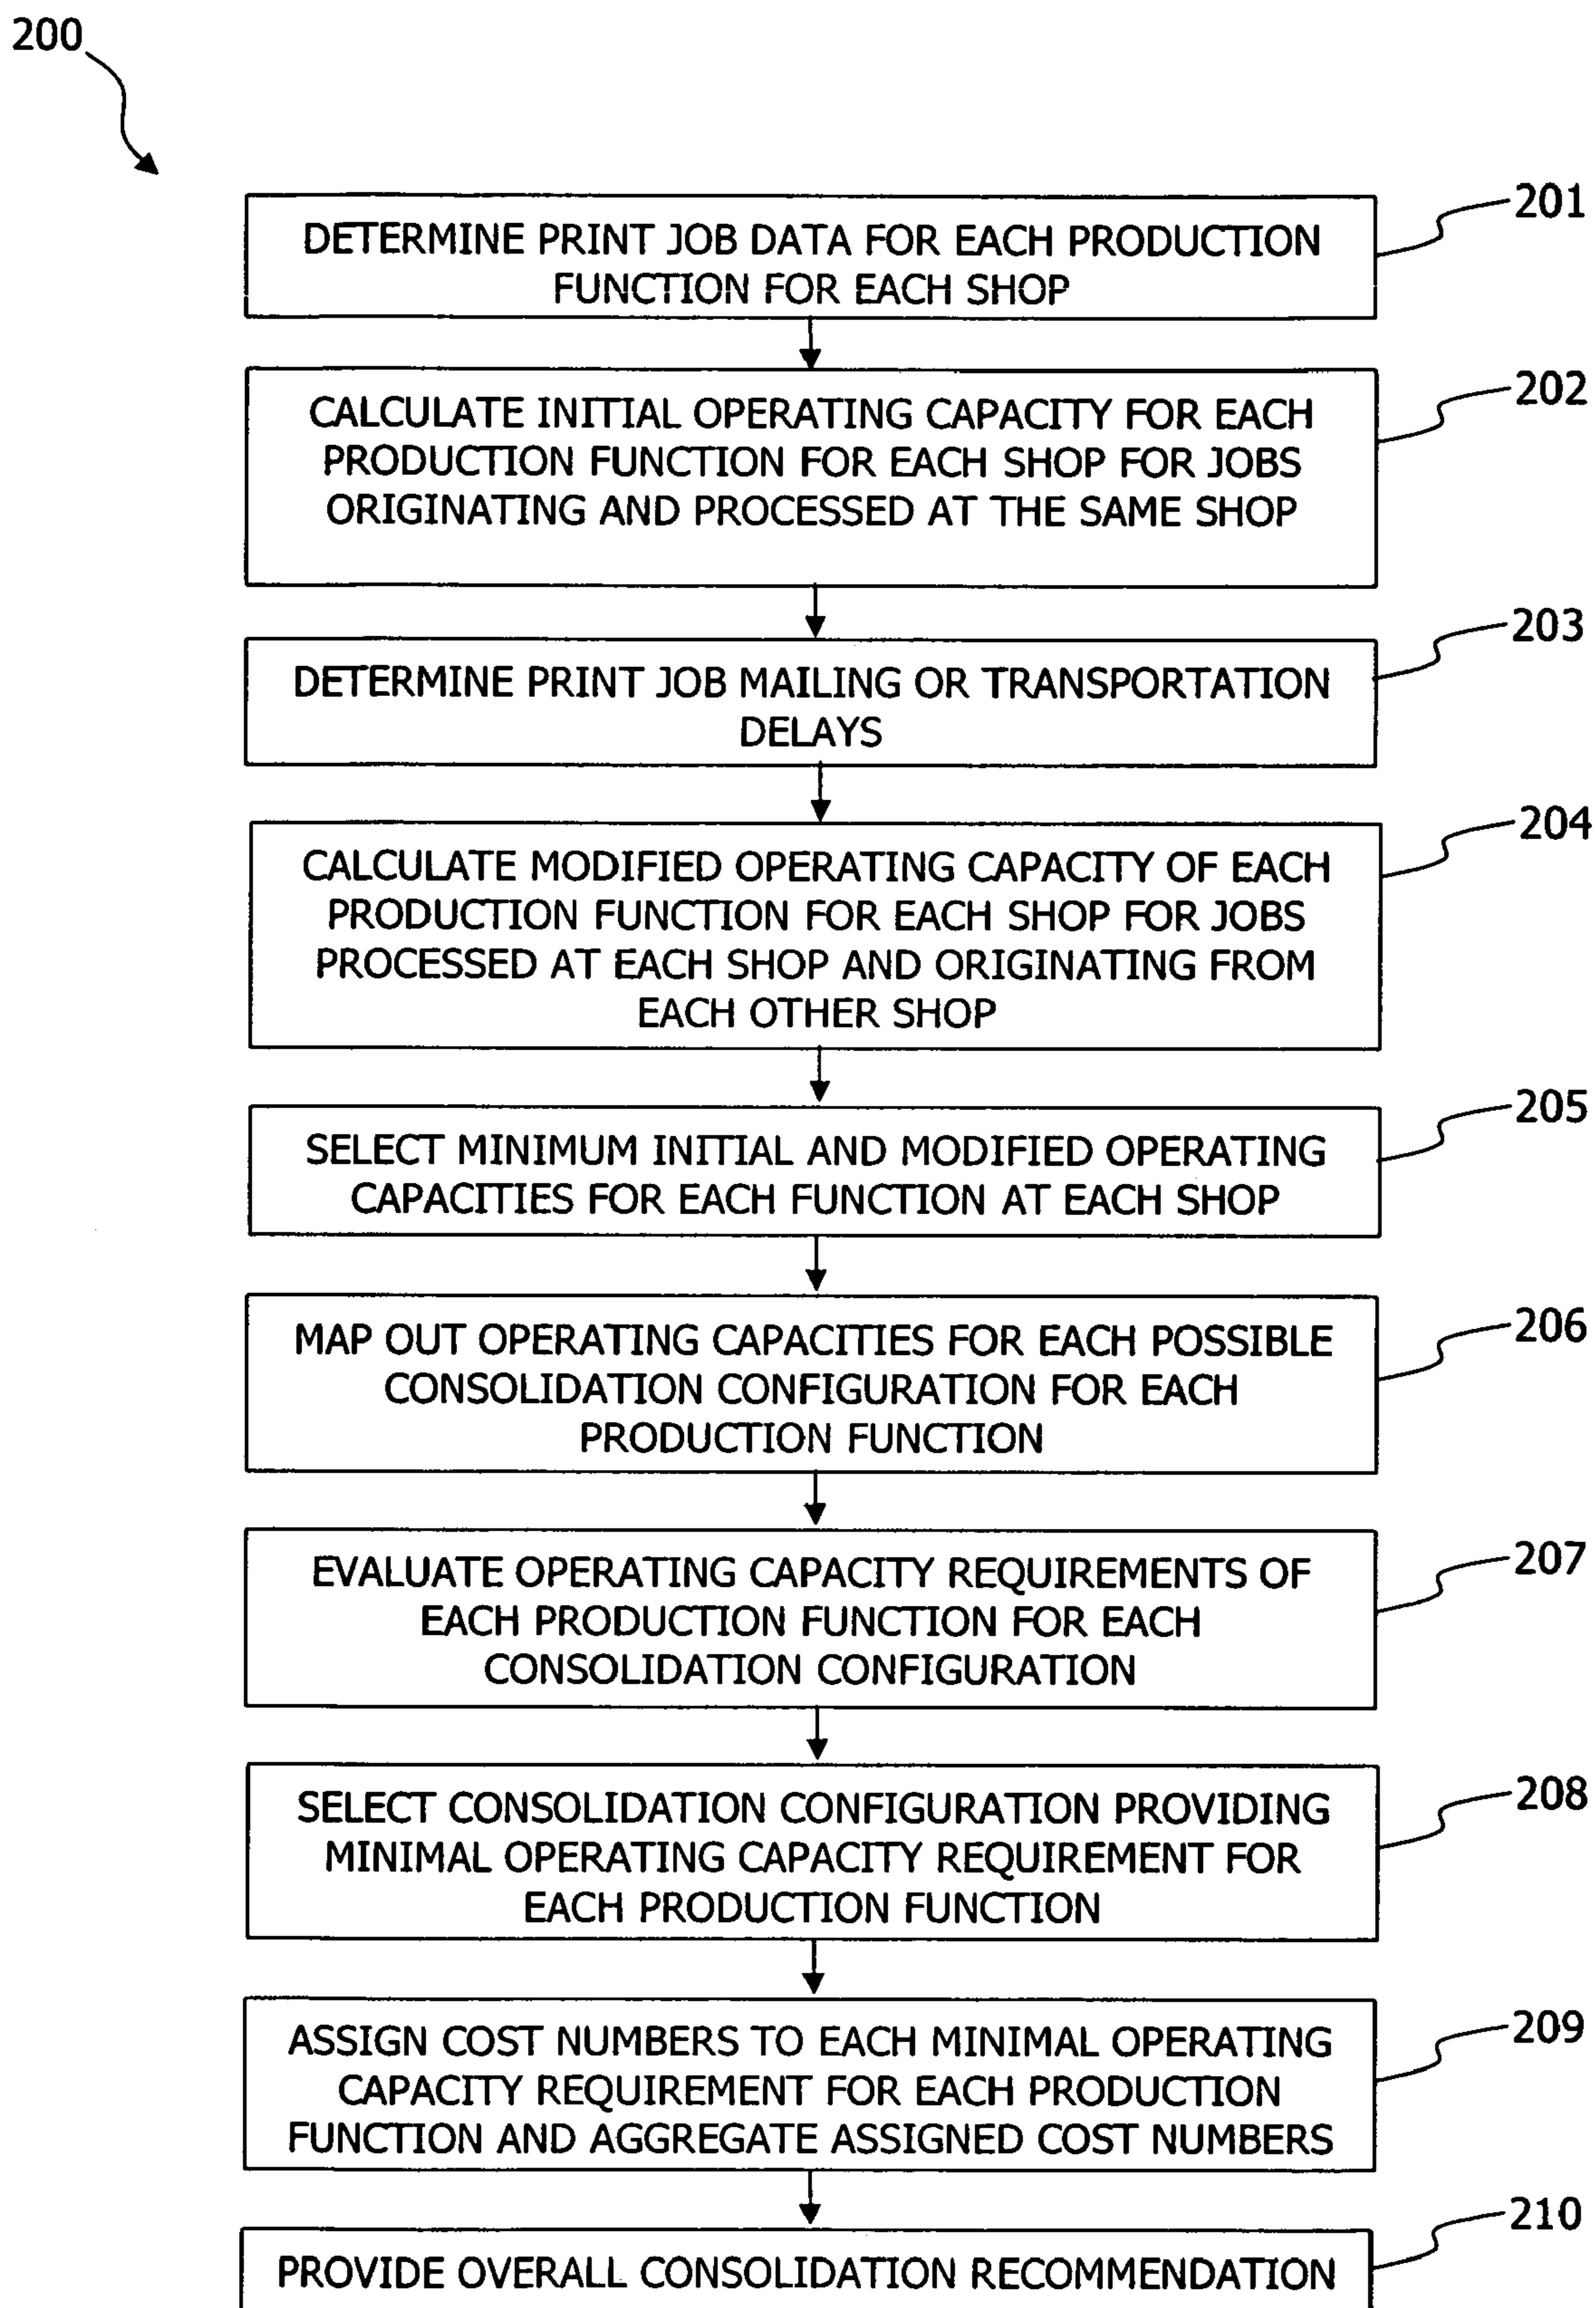 200
201
DETERMINE PRINT JOB DATA FOR EACH PRODUCTION
FUNCTION FOR EACH SHOP
202
CALCULATE INITIAL OPERATING CAPACITY FOR EACH
PRODUCTION FUNCTION FOR EACH SHOP FOR JOBS
ORIGINATING AND PROCESSED AT THE SAME SHOP
203
DETERMINE PRINT JOB MAILING OR TRANSPORTATION
DELAYS
204
CALCULATE MODIFIED OPERATING CAPACITY OF EACH
PRODUCTION FUNCTION FOR EACH SHOP FOR JOBS
PROCESSED AT EACH SHOP AND ORIGINATING FROM
EACH OTHER SHOP
205
SELECT MINIMUM INITIAL AND MODIFIED OPERATING
CAPACITIES FOR EACH FUNCTION AT EACH SHOP
206
MAP OUT OPERATING CAPACITIES FOR EACH POSSIBLE
CONSOLIDATION CONFIGURATION FOR EACH
PRODUCTION FUNCTION
207
EVALUATE OPERATING CAPACITY REQUIREMENTS OF
EACH PRODUCTION FUNCTION FOR EACH
CONSOLIDATION CONFIGURATION
208
SELECT CONSOLIDATION CONFIGURATION PROVIDING
MINIMAL OPERATING CAPACITY REQUIREMENT FOR
EACH PRODUCTION FUNCTION
209
ASSIGN COST NUMBERS TO EACH MINIMAL OPERATING
CAPACITY REQUIREMENT FOR EACH PRODUCTION
FUNCTION AND AGGREGATE ASSIGNED COST NUMBERS
210
PROVIDE OVERALL CONSOLIDATION RECOMMENDATION